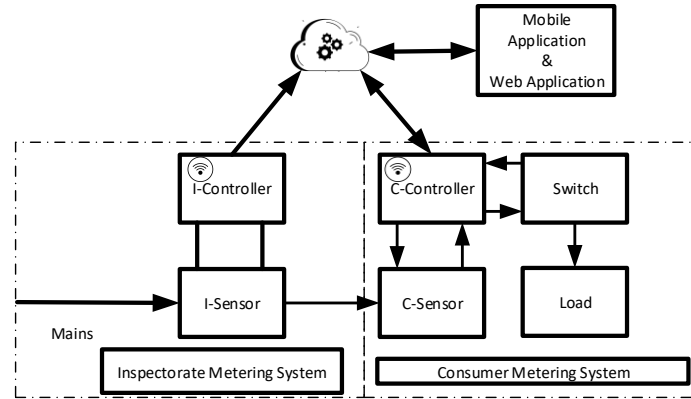 Mobile
Application
&
Web Application
I-Controller
C-Controller
Switch
I-Sensor
C-Sensor
Load
Mains
Inspectorate Metering System
Consumer Metering System